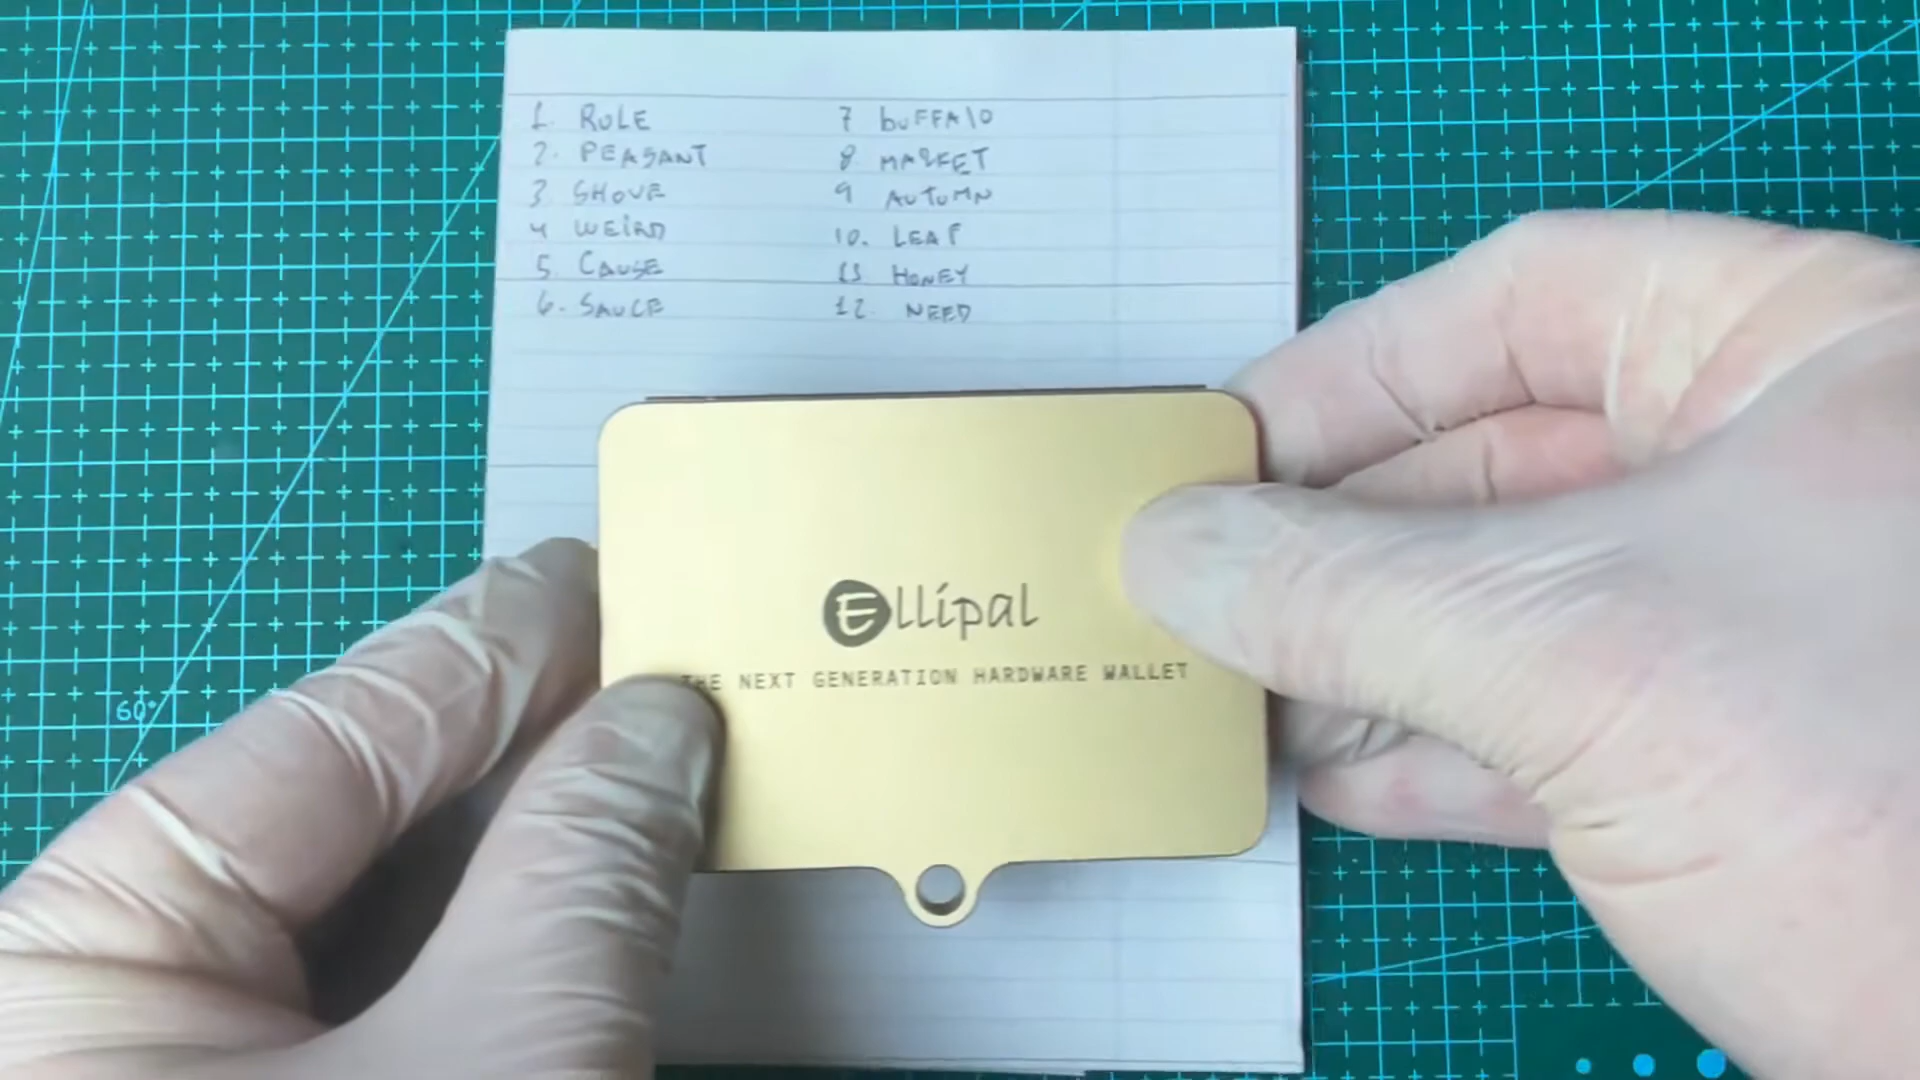 1. RULE
2. PEASANT
3. SHOVE
4 WEIRD
5. CAUSE
6. SAUCE
7 buFFAlO
8. MARKET
9 AUTUMN
10. LEAF
11 HONEY
12. NEED
Ellipal
THE NEXT GENERATION HARDWARE WALLET
60°